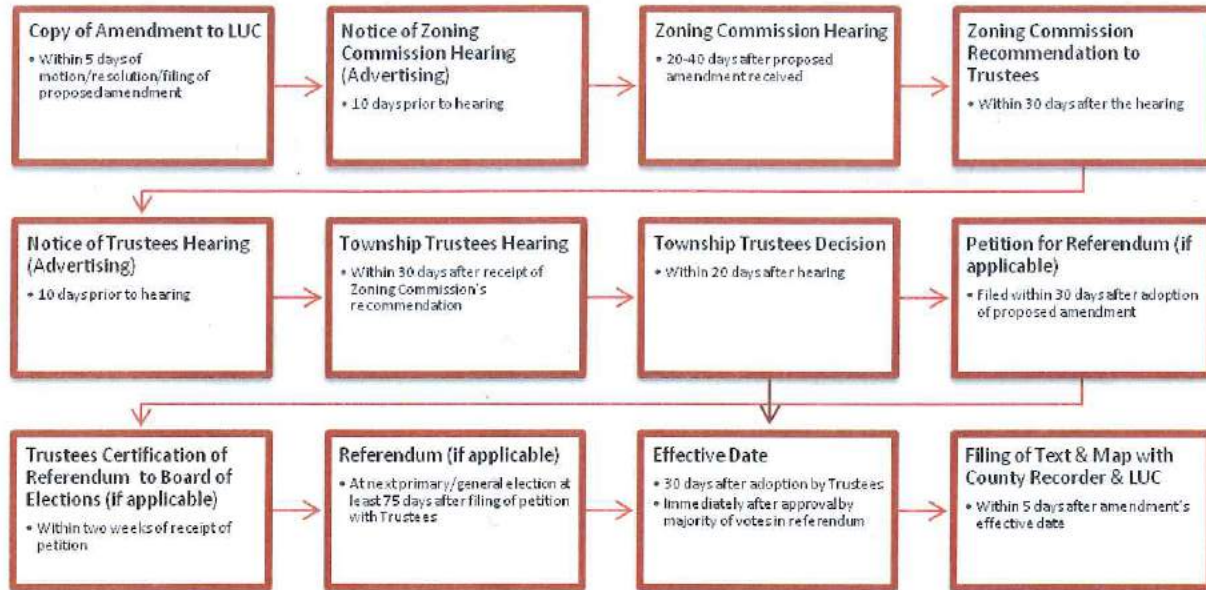 Copy of Amendment to LUC
• Within 5 days of
motion/resolution/filing of
proposed amendment
Notice of Zoning
Commission Hearing
(Advertising)
• 10 days prior to hearing
Zoning Commission Hearing
• 20-40 days after proposed
amendment received
Zoning Commission
Recommendation to
Trustees
• Within 30 days after the hearing
Notice of Trustees Hearing
(Advertising)
• 10 days prior to hearing
Township Trustees Hearing
• Within 30 days after receipt of
Zoning Commission's
recommendation
Township Trustees Decision
• Within 20 days after hearing
Petition for Referendum (if
applicable)
• Filed within 30 days after adoption
of proposed amendment
Trustees Certification of
Referendum to Board of
Elections (if applicable)
• Within two weeks of receipt of
petition
Referendum (if applicable)
• At next primary/general election at
least 75 days after filing of petition
with Trustees
Effective Date
• 30 days after adoption by Trustees
• Immediately after approval by
majority of votes in referendum
Filing of Text & Map with
County Recorder & LUC
• Within 5 days after amendment's
effective date